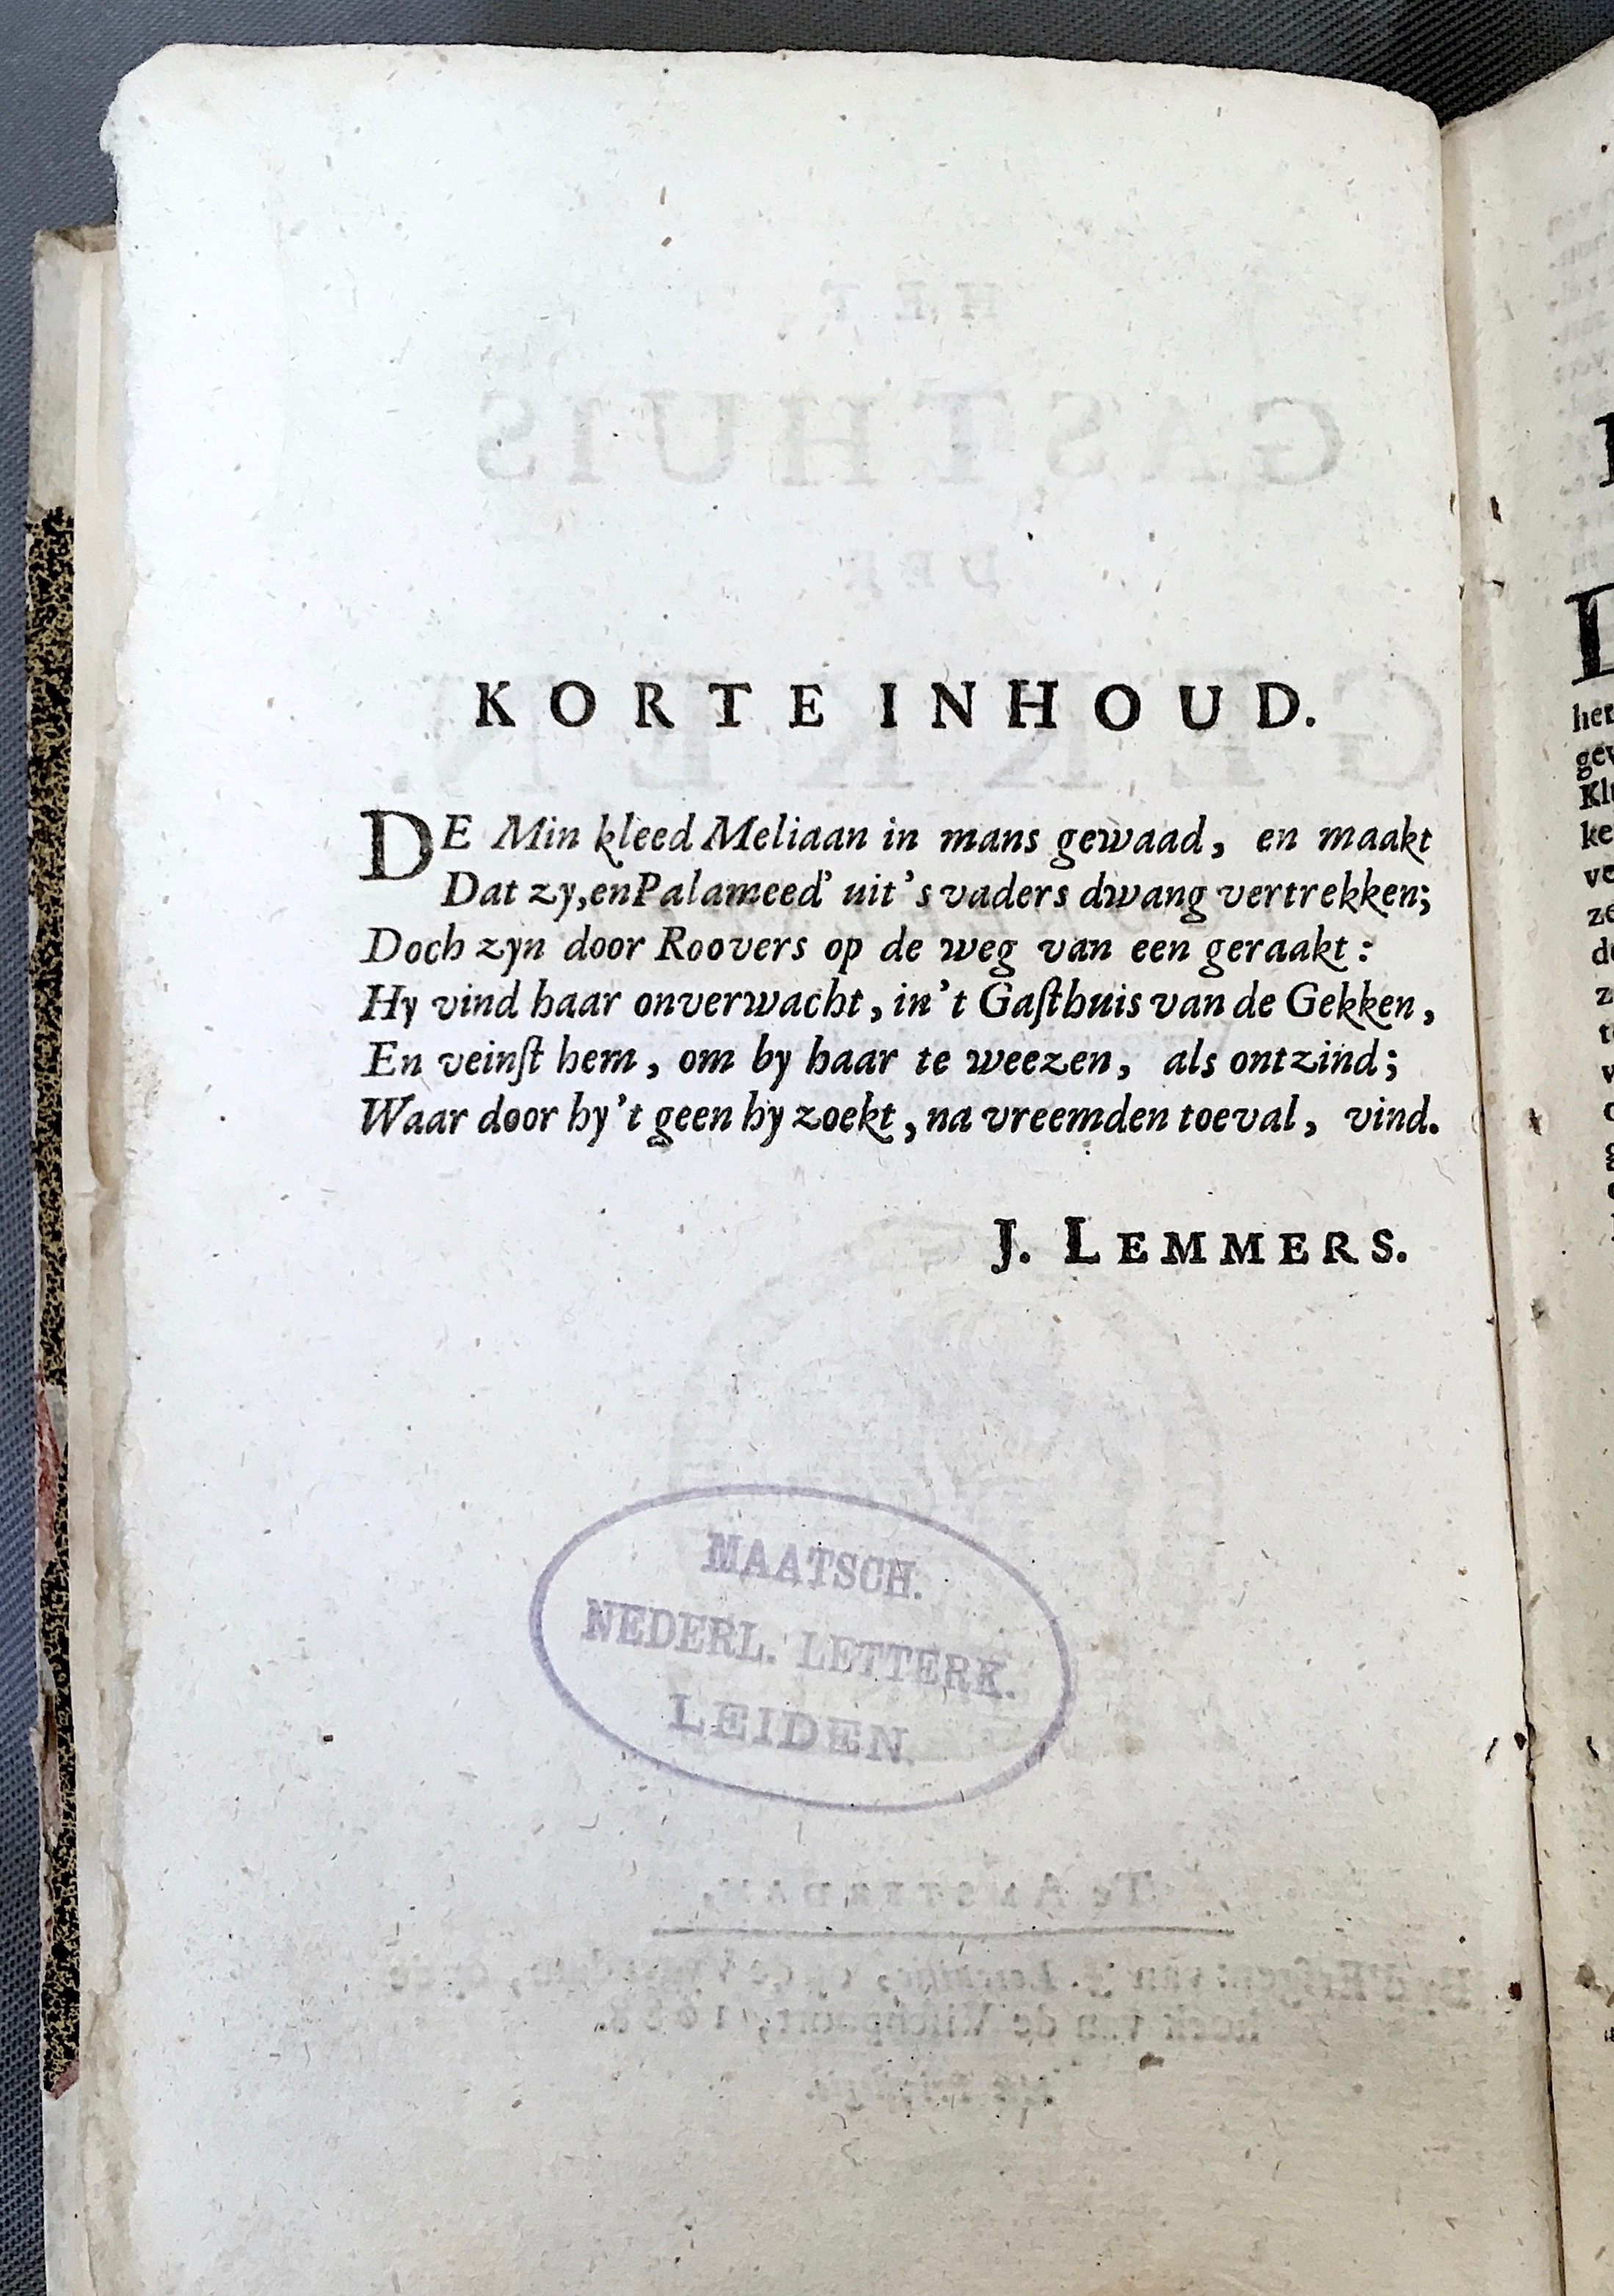 KORTE INHOUD.
DE Min kleed Meliaan in mans gewaad, en maakt
Dat zy, en Palameed' uit 's vaders dwang vertrekken;
Doch zyn door Roovers op de weg van een geraakt:
Hy vind haar onverwacht, in 't Gaſthuis van de Gekken,
En veinſt hem, om by haar te weezen, als ontzind;
Waar door hy 't geen hy zoekt, na vreemden toeval, vind.
J. LEMMERS.
MAATSCH.
NEDERL. LETTERK.
LEIDEN.